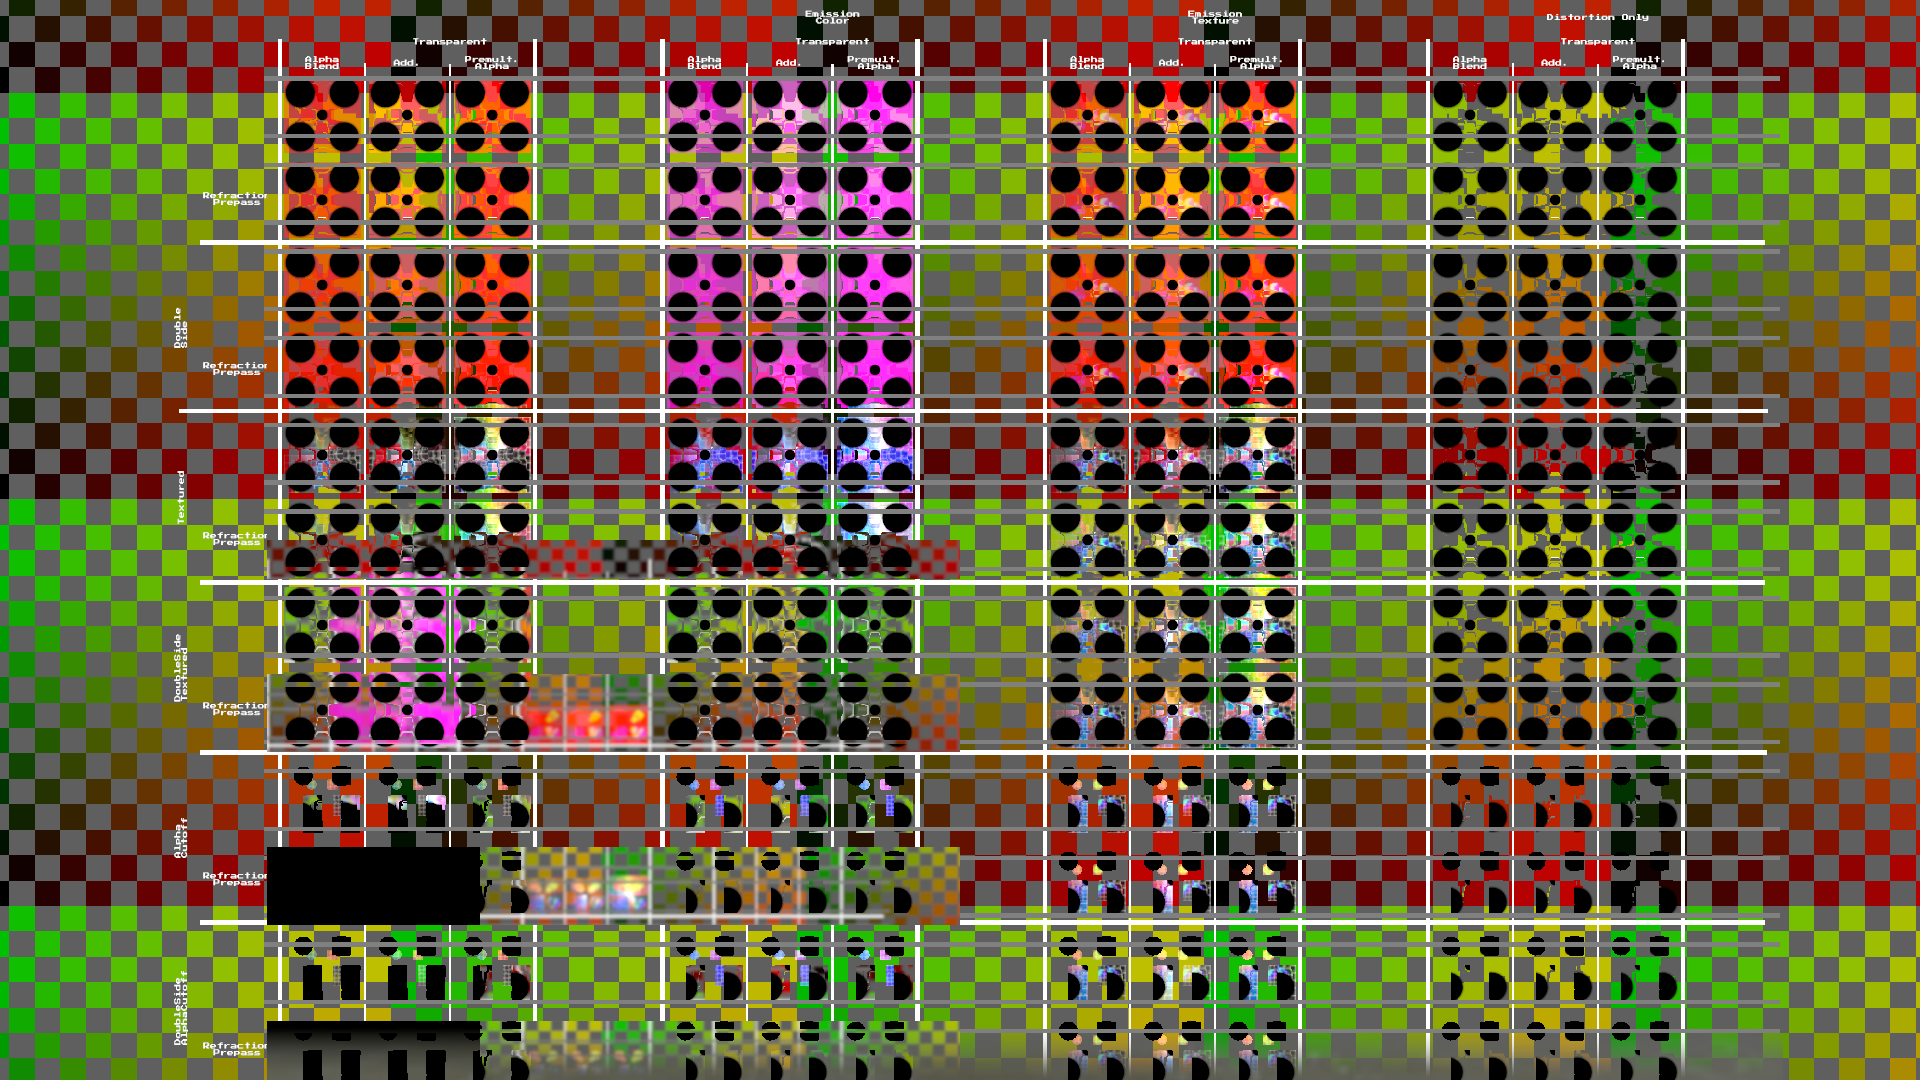 Emission
Color
Emission
Texture
Distortion Only
Transparent
Transparent
Transparent
Transparent
Alpha
Blend
Add.
Premult.
Alpha
Alpha
Blend
Add.
Premult.
Alpha
Alpha
Blend
Add.
Premult.
Alpha
Alpha
Blend
Add.
Premult.
Alpha
Refraction
Prepass
Double
Side
Refraction
Prepass
Textured
Refraction
Prepass
DoubleSide
Textured
Refraction
Prepass
Alpha
Cutoff
Refraction
Prepass
DoubleSide
AlphaCutoff
Refraction
Prepass